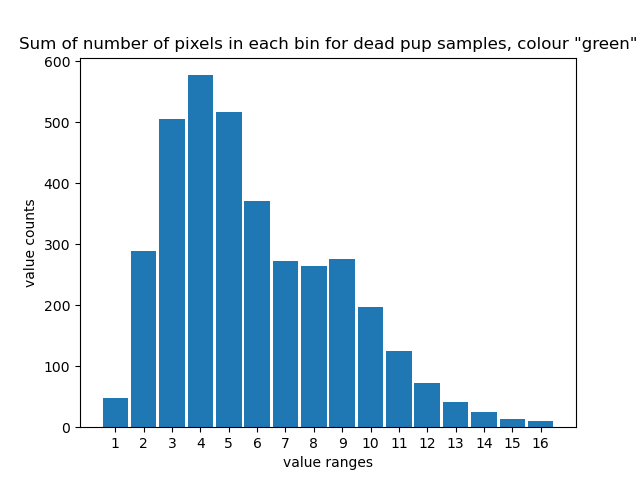 Sum of number of pixels in each bin for dead pup samples, colour "green"
600
500
400
300
200
100
0
value counts
1 2 3 4 5 6 7 8 9 10 11 12 13 14 15 16
value ranges